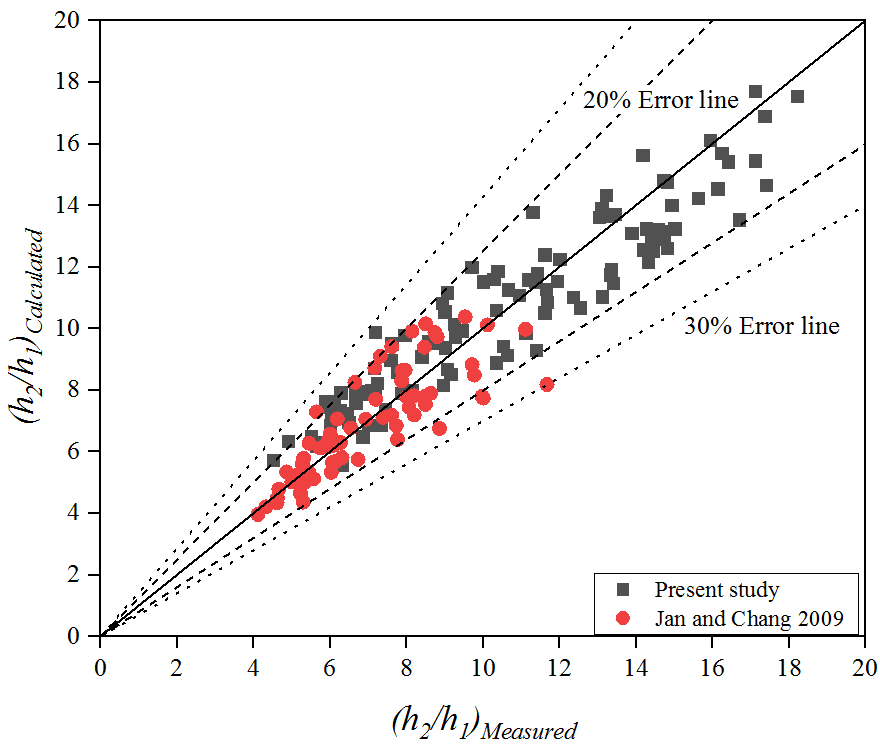 20
18
16
14
12
10
8
6
4
2
0
0 2 4 6 8 10 12 14 16 18 20
(h2/h1)Calculated
(h2/h1)Measured
20% Error line
30% Error line
Present study
Jan and Chang 2009